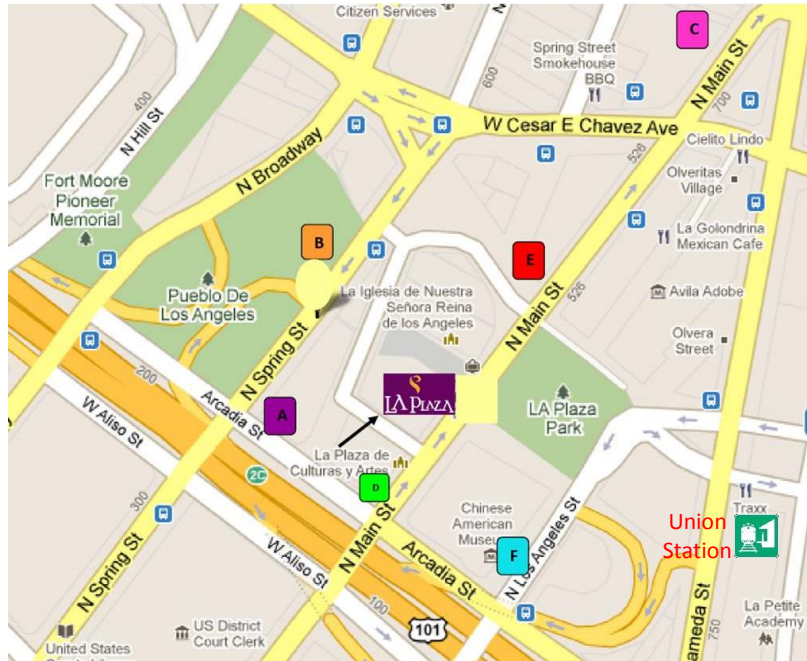 Citizen Services
C
Spring Street
Smokehouse
BBQ
N Main St
700
600
400
N Hill St
N Broadway
W Cesar E Chavez Ave
526
Cielito Lindo
Olveritas
Village
Fort Moore
Pioneer
Memorial
La Golondrina
Mexican Cafe
B
E
Pueblo De
Los Angeles
La Iglesia de Nuestra
Señora Reina
de los Angeles
N Main St
526
Avila Adobe
Olvera
Street
N Spring St
200
Arcadia St
W Aliso St
A
LA PLAZA
LA Plaza
Park
La Plaza de
Culturas y Artes
2C
D
300
N Spring St
W Aliso St
N Main St
Arcadia St
Chinese
American
F
N Los Angeles St
Traxx
Union
Station
100
101
US District
Court Clerk
United States
La Petite
Academy
ameda St
750